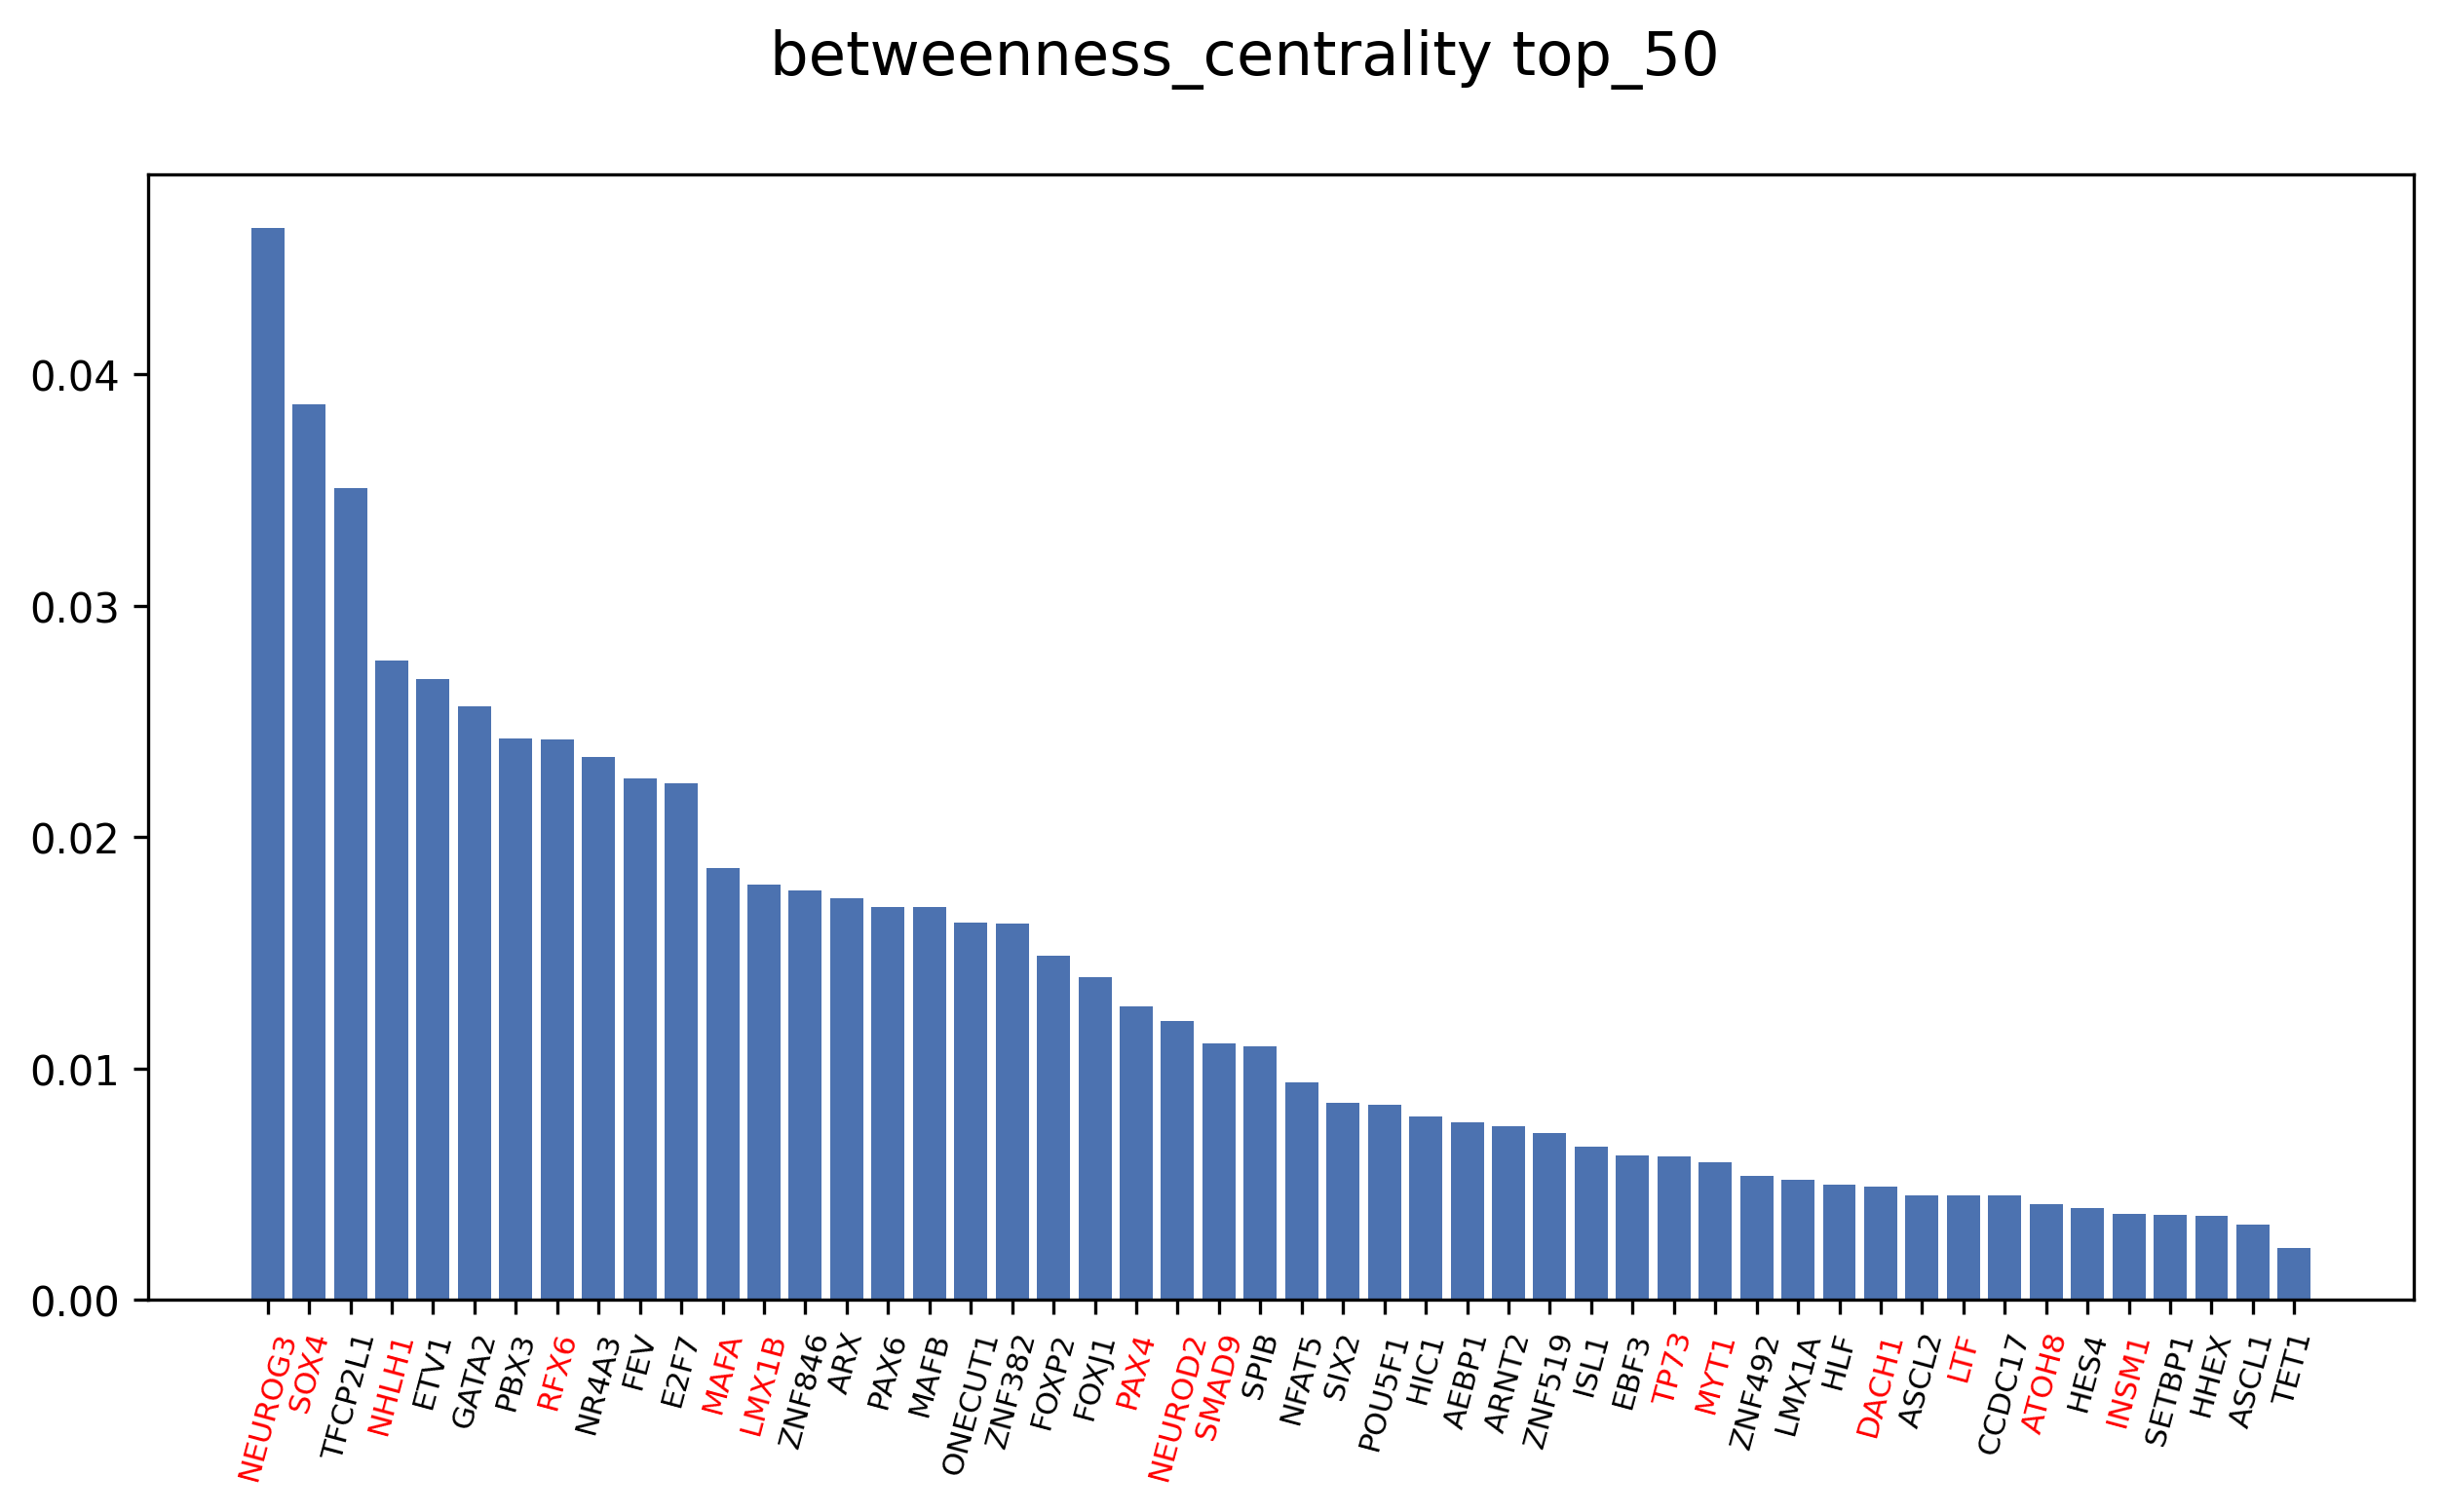 betweenness_centrality top_50
0.04
0.03
0.02
0.01
0.00
NEUROG3
SOX4
TFCP2L1
NHLH1
ETV1
GATA2
PBX3
RFX6
NR4A3
FEV
E2F7
MAFA
LMX1B
ZNF846
ARX
PAX6
MAFB
ONECUT1
ZNF382
FOXP2
FOXJ1
PAX4
NEUROD2
SMAD9
SPIB
NFAT5
SIX2
POU5F1
HIC1
AEBP1
ARNT2
ZNF519
ISL1
EBF3
TP73
MYT1
ZNF492
LMX1A
HLF
DACH1
ASCL2
LTF
CCDC17
ATOH8
HES4
INSM1
SETBP1
HHEX
ASCL1
TET1